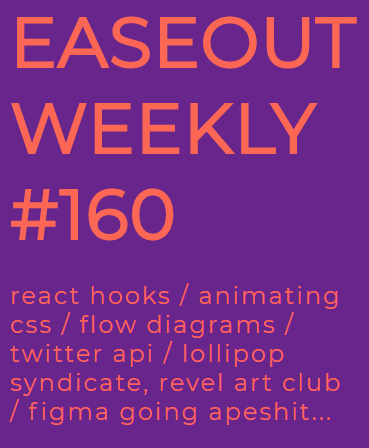 EASEOUT
WEEKLY
#160
react hooks / animating
css / flow diagrams /
twitter api / lollipop
syndicate, revel art club
/ figma going apeshit...